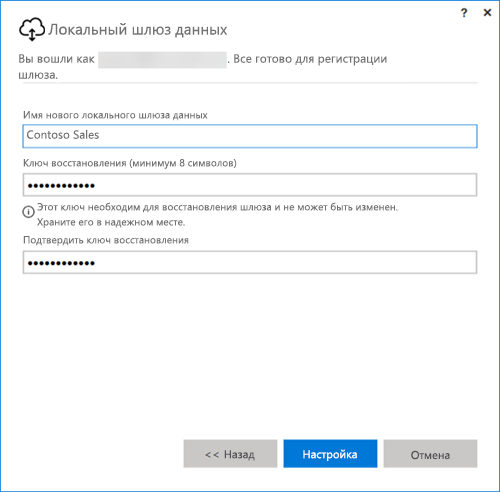 ? ×
Локальный шлюз данных
Вы вошли как . Все готово для регистрации
шлюза.
Имя нового локального шлюза данных
Contoso Sales
Ключ восстановления (минимум 8 символов)
●●●●●●●●●●●●
Этот ключ необходим для восстановления шлюза и не может быть изменен.
Храните его в надежном месте.
Подтвердить ключ восстановления
●●●●●●●●●●●●
<< Назад Настройка Отмена